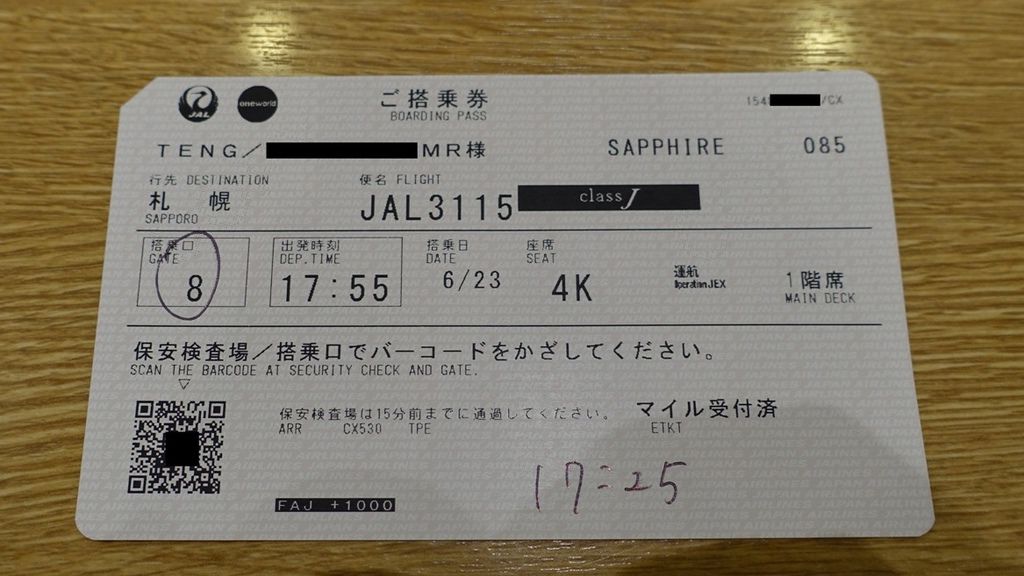 JAL oneworld ご搭乗券 154 /CX
BOARDING PASS
TENG/ MR様 SAPPHIRE 085
行先 DESTINATION 便名 FLIGHT
札 幌 JAL3115 class J
SAPPORO
搭乗口 出発時刻 搭乗日 座席
GATE DEP.TIME DATE SEAT
8 17:55 6/23 4K 運航 1階席
Operation JEX MAIN DECK
保安検査場/搭乗口でバーコードをかざしてください。
SCAN THE BARCODE AT SECURITY CHECK AND GATE.
保安検査場は15分前までに通過してください。 マイル受付済
ARR CX530 TPE ETKT
17:25
FAJ +1000